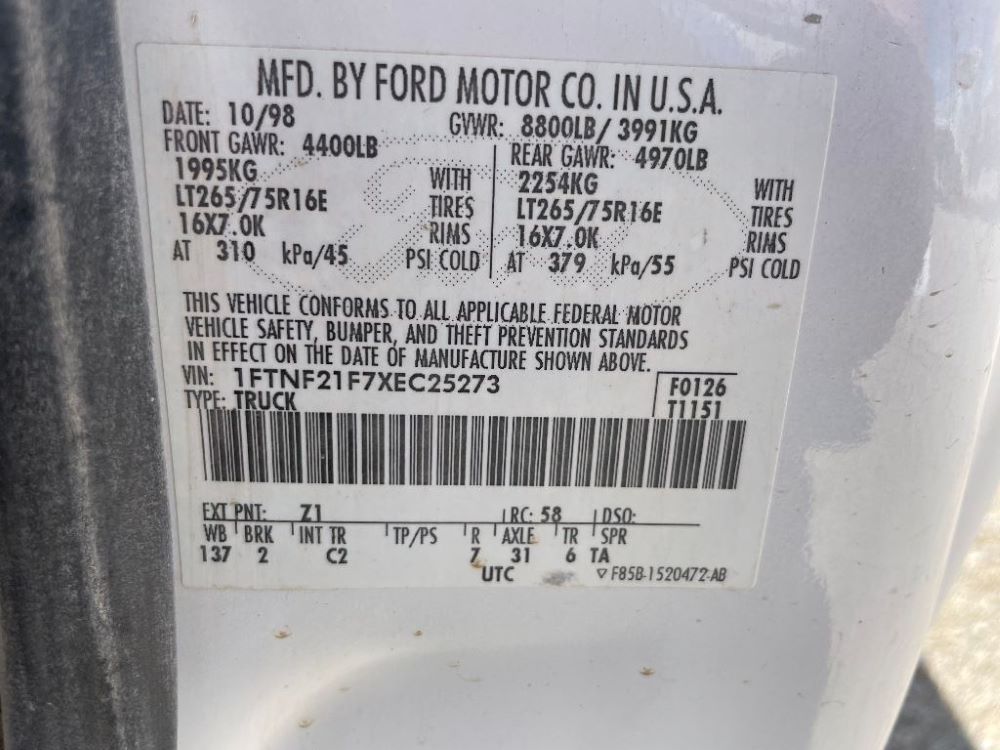 MFD. BY FORD MOTOR CO. IN U.S.A.
DATE: 10/98 GVWR: 8800LB/ 3991KG
FRONT GAWR: 4400LB REAR GAWR: 4970LB
1995KG WITH 2254KG WITH
LT265/75R16E TIRES LT265/75R16E TIRES
16X7.0K RIMS 16X7.0K RIMS
AT 310 kPa/45 PSI COLD AT 379 kPa/55 PSI COLD
THIS VEHICLE CONFORMS TO ALL APPLICABLE FEDERAL MOTOR
VEHICLE SAFETY, BUMPER, AND THEFT PREVENTION STANDARDS
IN EFFECT ON THE DATE OF MANUFACTURE SHOWN ABOVE.
VIN: 1FTNF21F7XEC25273 F0126
TYPE: TRUCK T1151
EXT PNT: Z1 RC: 58 DSO:
WB BRK INT TR TP/PS R AXLE TR SPR
137 2 C2 7 31 6 TA
UTC ▽ F85B-1520472-AB